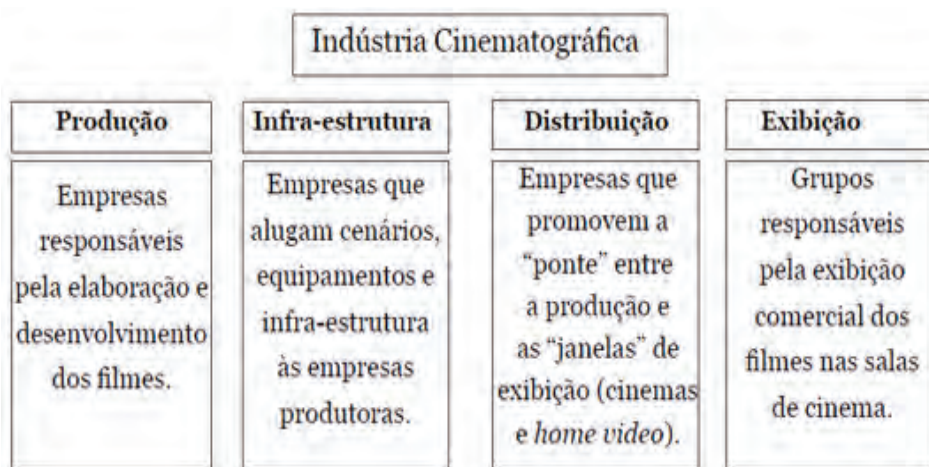 Indústria Cinematográfica
Produção
Empresas
responsáveis
pela elaboração e
desenvolvimento
dos filmes.
Infra-estrutura
Empresas que
alugam cenários,
equipamentos e
infra-estrutura
às empresas
produtoras.
Distribuição
Empresas que
promovem a
“ponte” entre
a produção e
as “janelas” de
exibição (cinemas
e home video).
Exibição
Grupos
responsáveis
pela exibição
comercial dos
filmes nas salas
de cinema.